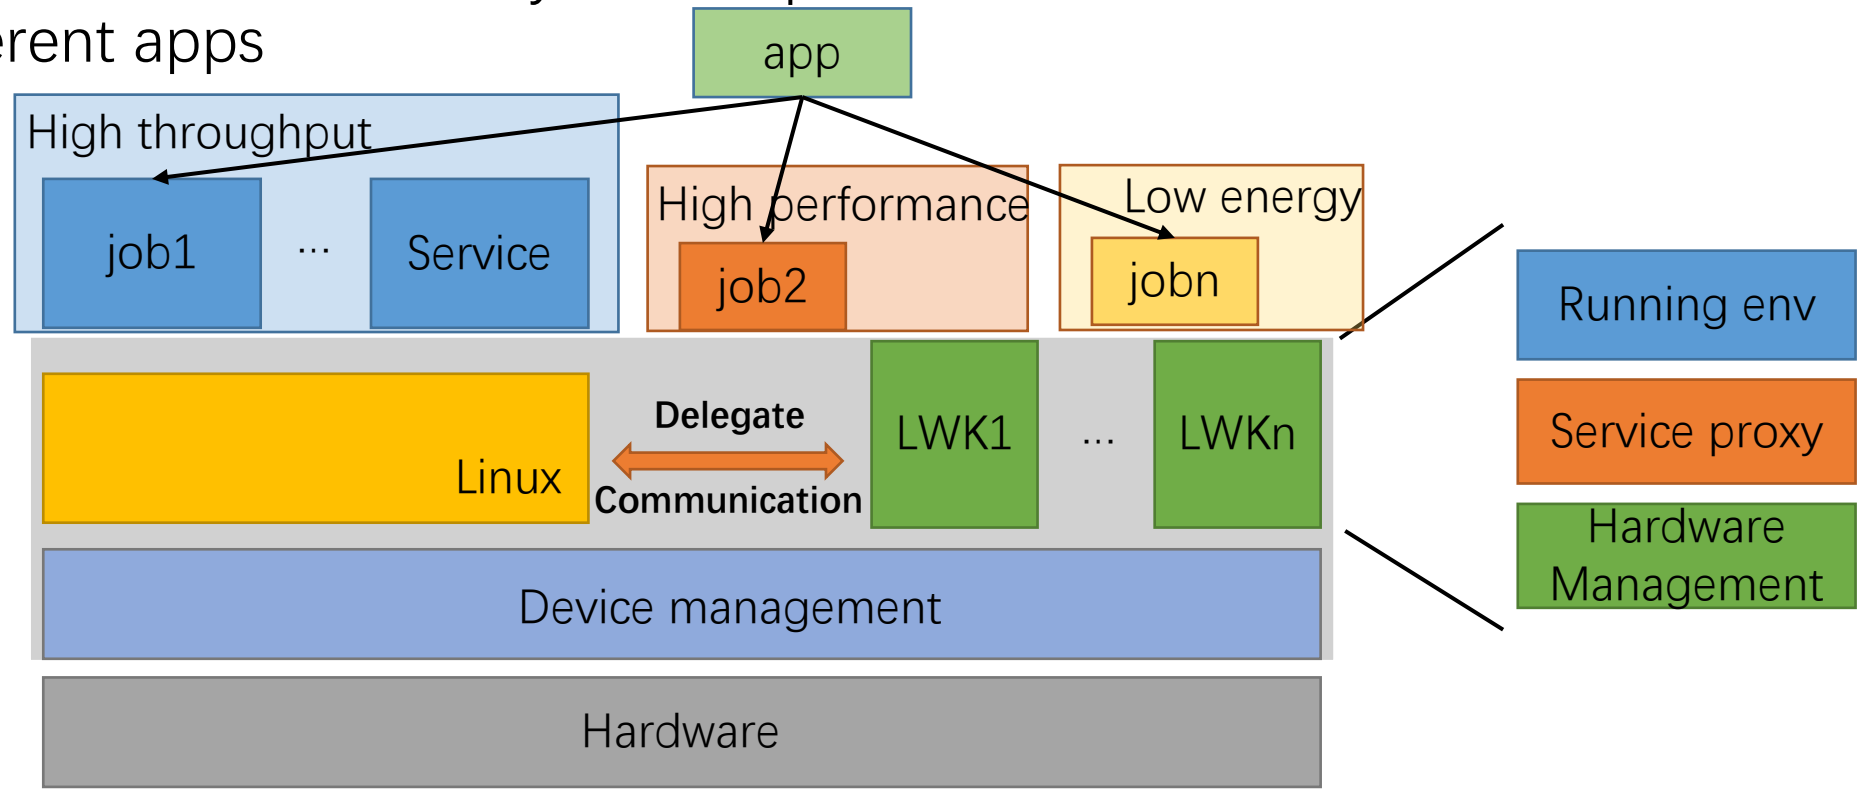 erent apps
app
High throughput
job1
...
Service
High performance
job2
Low energy
jobn
Linux
Delegate
Communication
LWK1
...
LWKn
Device management
Hardware
Running env
Service proxy
Hardware
Management